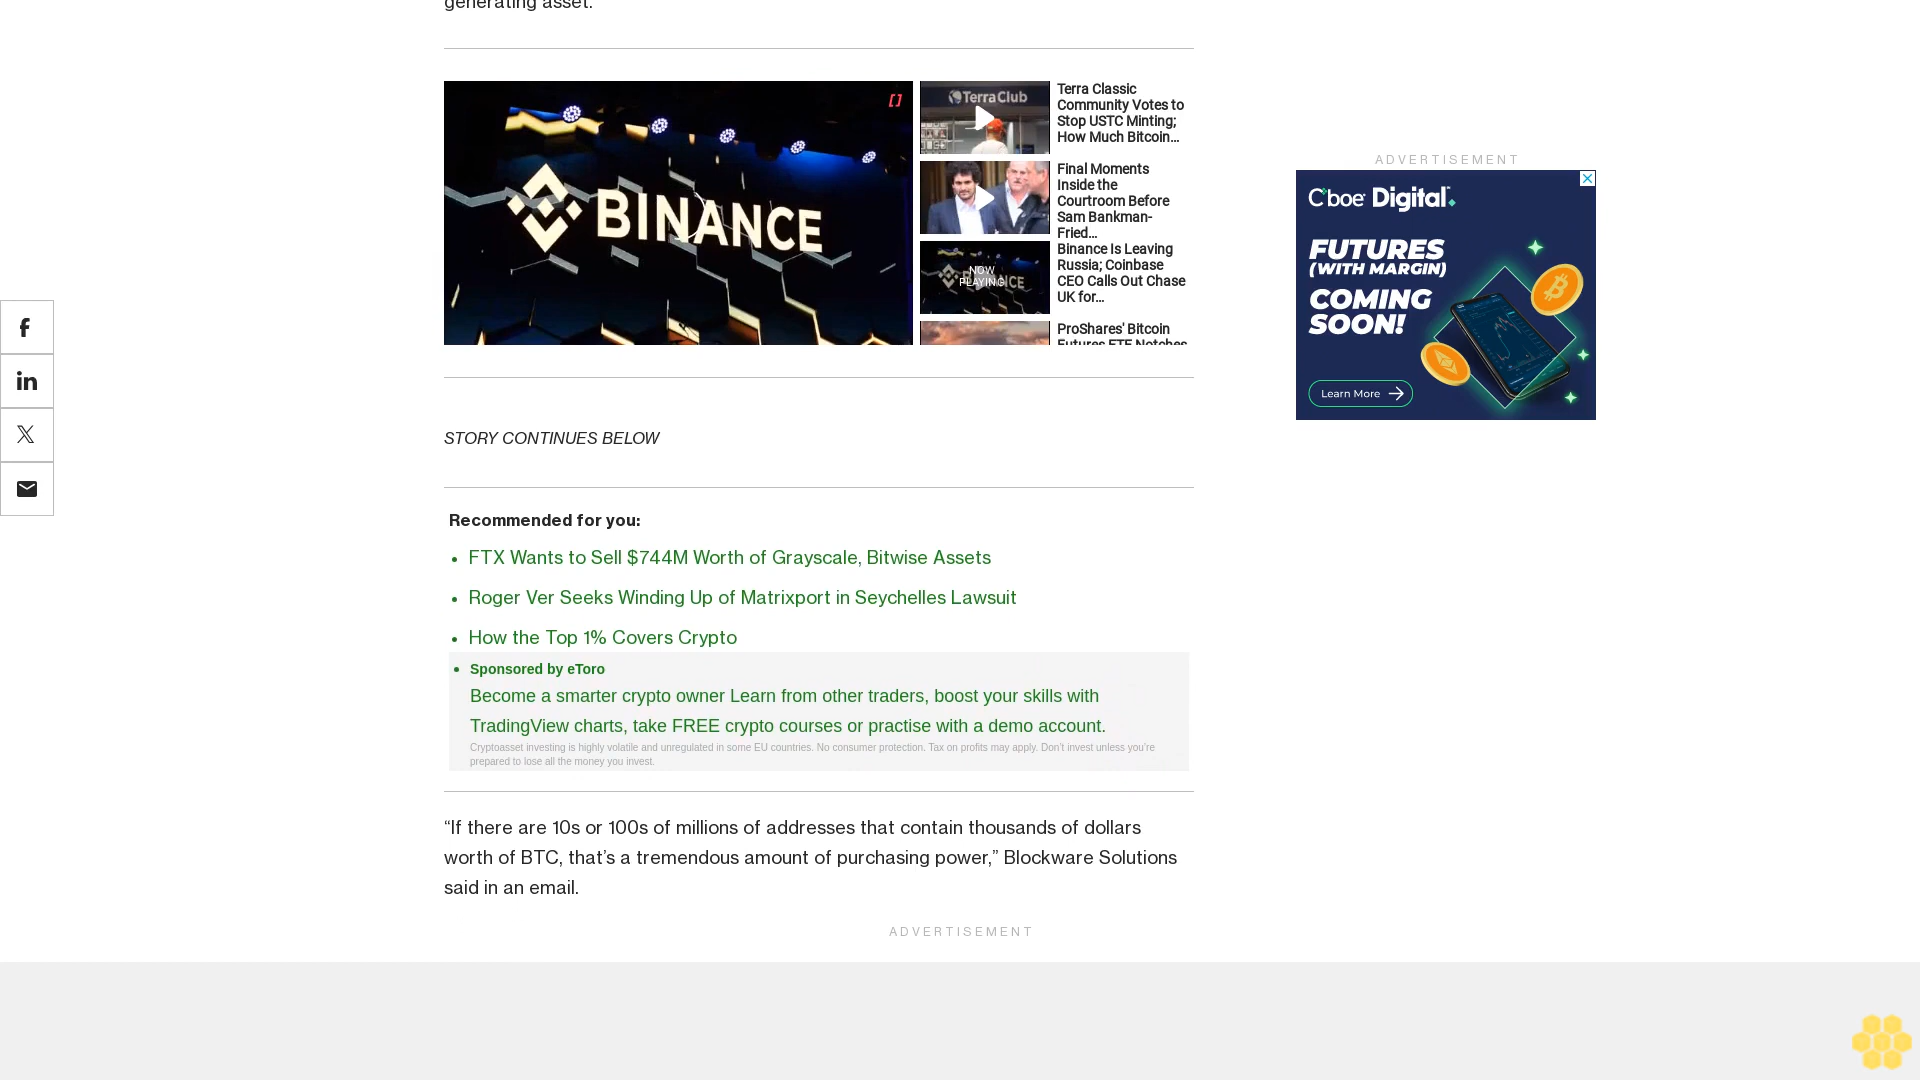 generating asset.
BINANCE
TerraClub
Terra Classic
Community Votes to
Stop USTC Minting;
How Much Bitcoin...
Final Moments
Inside the
Courtroom Before
Sam Bankman-
Fried...
NOW
PLAYING
Binance Is Leaving
Russia; Coinbase
CEO Calls Out Chase
UK for...
ProShares' Bitcoin
Futures ETF Notches
ADVERTISEMENT
Cboe Digital
FUTURES
(WITH MARGIN)
COMING
SOON!
Learn More
STORY CONTINUES BELOW
Recommended for you:
• FTX Wants to Sell $744M Worth of Grayscale, Bitwise Assets
• Roger Ver Seeks Winding Up of Matrixport in Seychelles Lawsuit
• How the Top 1% Covers Crypto
• Sponsored by eToro
Become a smarter crypto owner Learn from other traders, boost your skills with
TradingView charts, take FREE crypto courses or practise with a demo account.
Cryptoasset investing is highly volatile and unregulated in some EU countries. No consumer protection. Tax on profits may apply. Don’t invest unless you’re
prepared to lose all the money you invest.
“If there are 10s or 100s of millions of addresses that contain thousands of dollars
worth of BTC, that’s a tremendous amount of purchasing power,” Blockware Solutions
said in an email.
ADVERTISEMENT